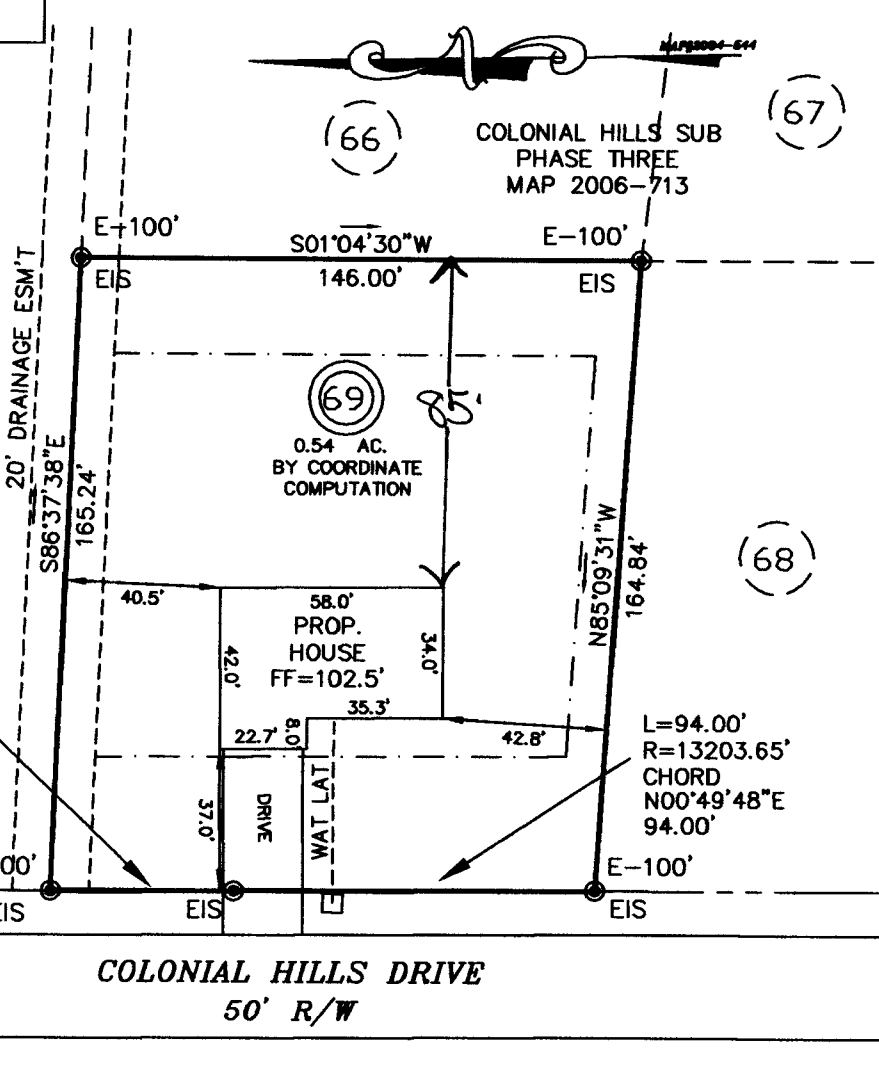 MAP#2004-544
66
67
COLONIAL HILLS SUB
PHASE THREE
MAP 2006-713
E-100'
S01°04'30"W
E-100'
EIS
146.00'
EIS
20' DRAINAGE ESM'T
S86°37'38"E
165.24'
69
85'
0.54 AC.
BY COORDINATE
COMPUTATION
N85°09'31"W
164.84'
68
40.5'
58.0'
PROP.
HOUSE
FF=102.5'
42.0'
34.0'
35.3'
22.7'
8.0'
42.8'
L=94.00'
R=13203.65'
CHORD
N00°49'48"E
94.00'
37.0'
DRIVE
WAT LAT
00'
E-100'
EIS
EIS
EIS
COLONIAL HILLS DRIVE
50' R/W